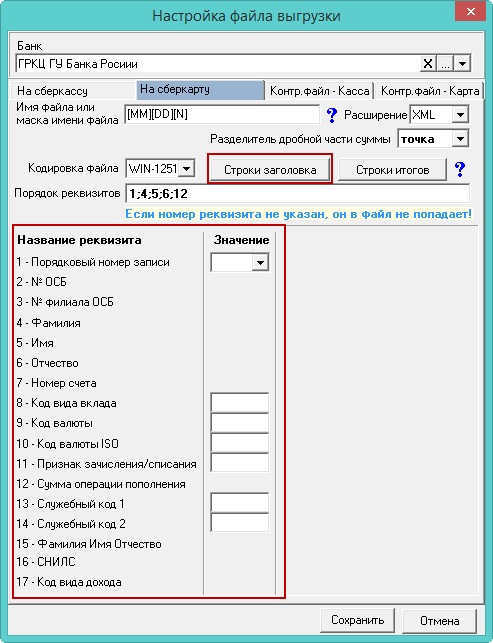 Настройка файла выгрузки
Банк
ГРКЦ ГУ Банка Росиии X ...
На сберкассу На сберкарту Контр.файл - Касса Контр.файл - Карта
Имя Файла или
маска имени файла [MM][DD][N] ? Расширение XML
Разделитель дробной части суммы точка
Кодировка файла WIN-1251 Строки заголовка Строки итогов ?
Порядок реквизитов 1;4;5;6;12
Если номер реквизита не указан, он в файл не попадает!
Название реквизита Значение
1 - Порядковый номер записи
2 - № ОСБ
3 - № филиала ОСБ
4 - Фамилия
5 - Имя
6 - Отчество
7 - Номер счета
8 - Код вида вклада
9 - Код валюты
10 - Код валюты ISO
11 - Признак зачисления/списания
12 - Сумма операции пополнения
13 - Служебный код 1
14 - Служебный код 2
15 - Фамилия Имя Отчество
16 - СНИЛС
17 - Код вида дохода
Сохранить Отмена